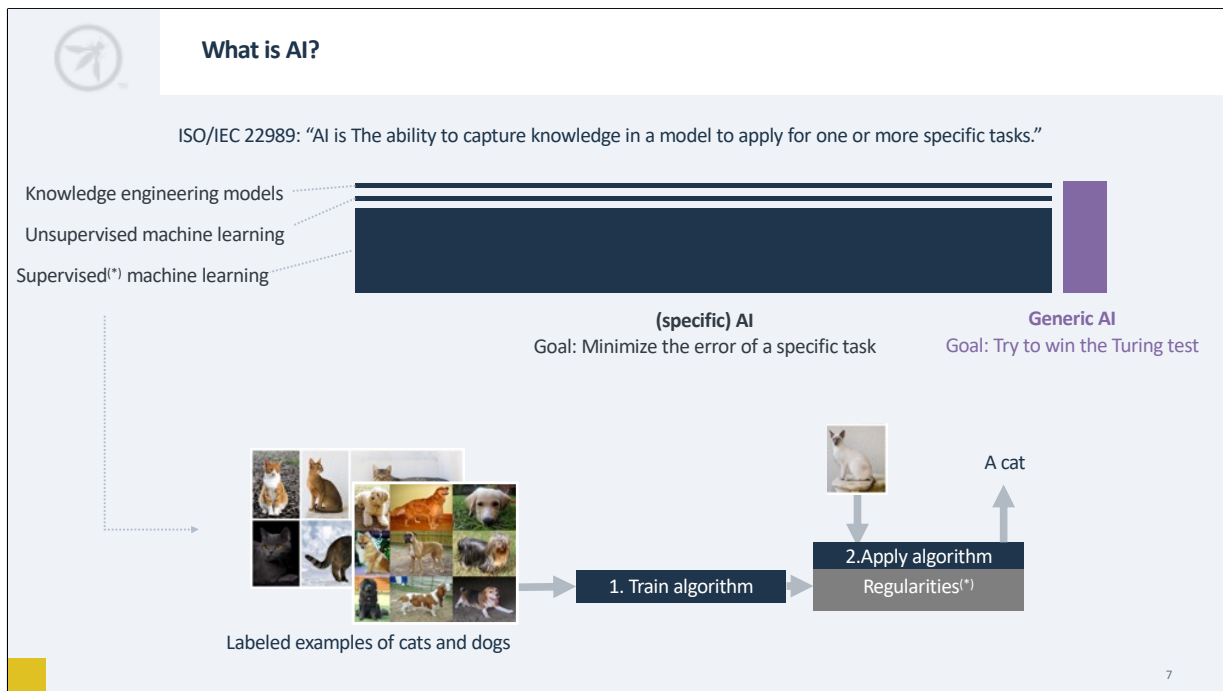 What is AI?
ISO/IEC 22989: “AI is The ability to capture knowledge in a model to apply for one or more specific tasks.”
Knowledge engineering models
Unsupervised machine learning
Supervised(*) machine learning
(specific) AI
Goal: Minimize the error of a specific task
Generic AI
Goal: Try to win the Turing test
A cat
2.Apply algorithm
Regularities(*)
1. Train algorithm
Labeled examples of cats and dogs
7